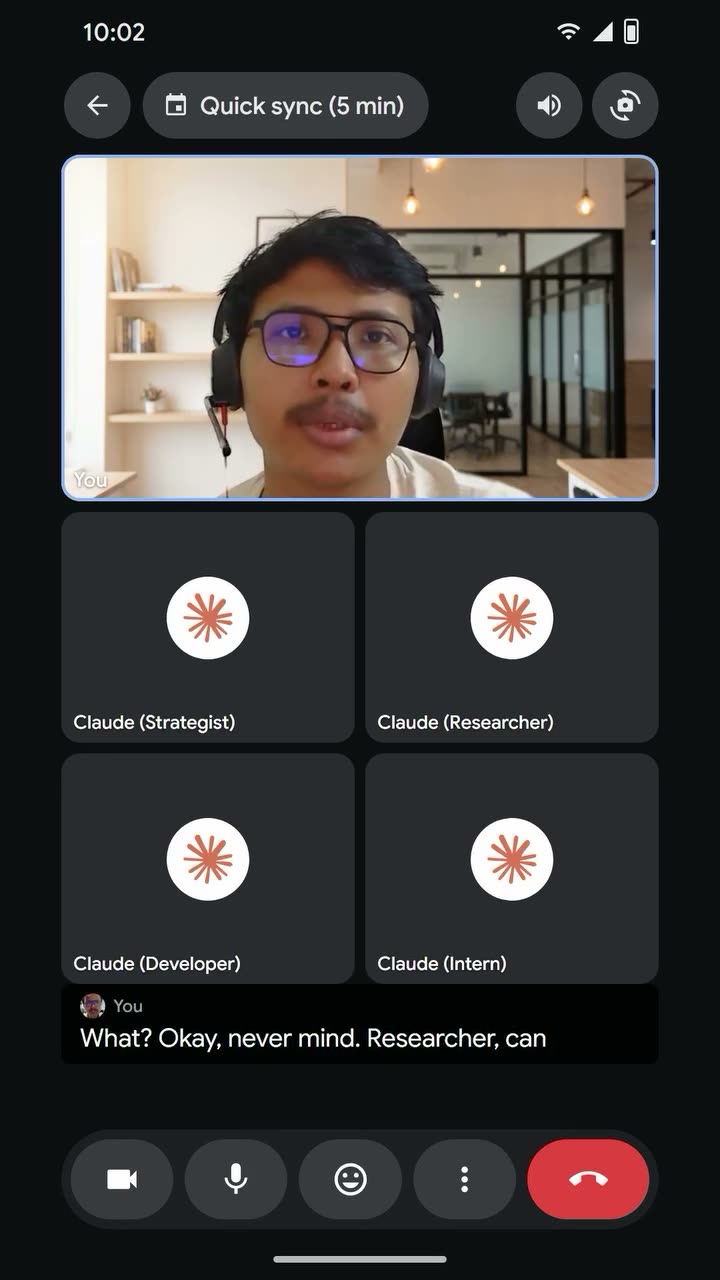 10:02
Quick sync (5 min)
You
Claude (Strategist)
Claude (Researcher)
Claude (Developer)
Claude (Intern)
You
What? Okay, never mind. Researcher, can